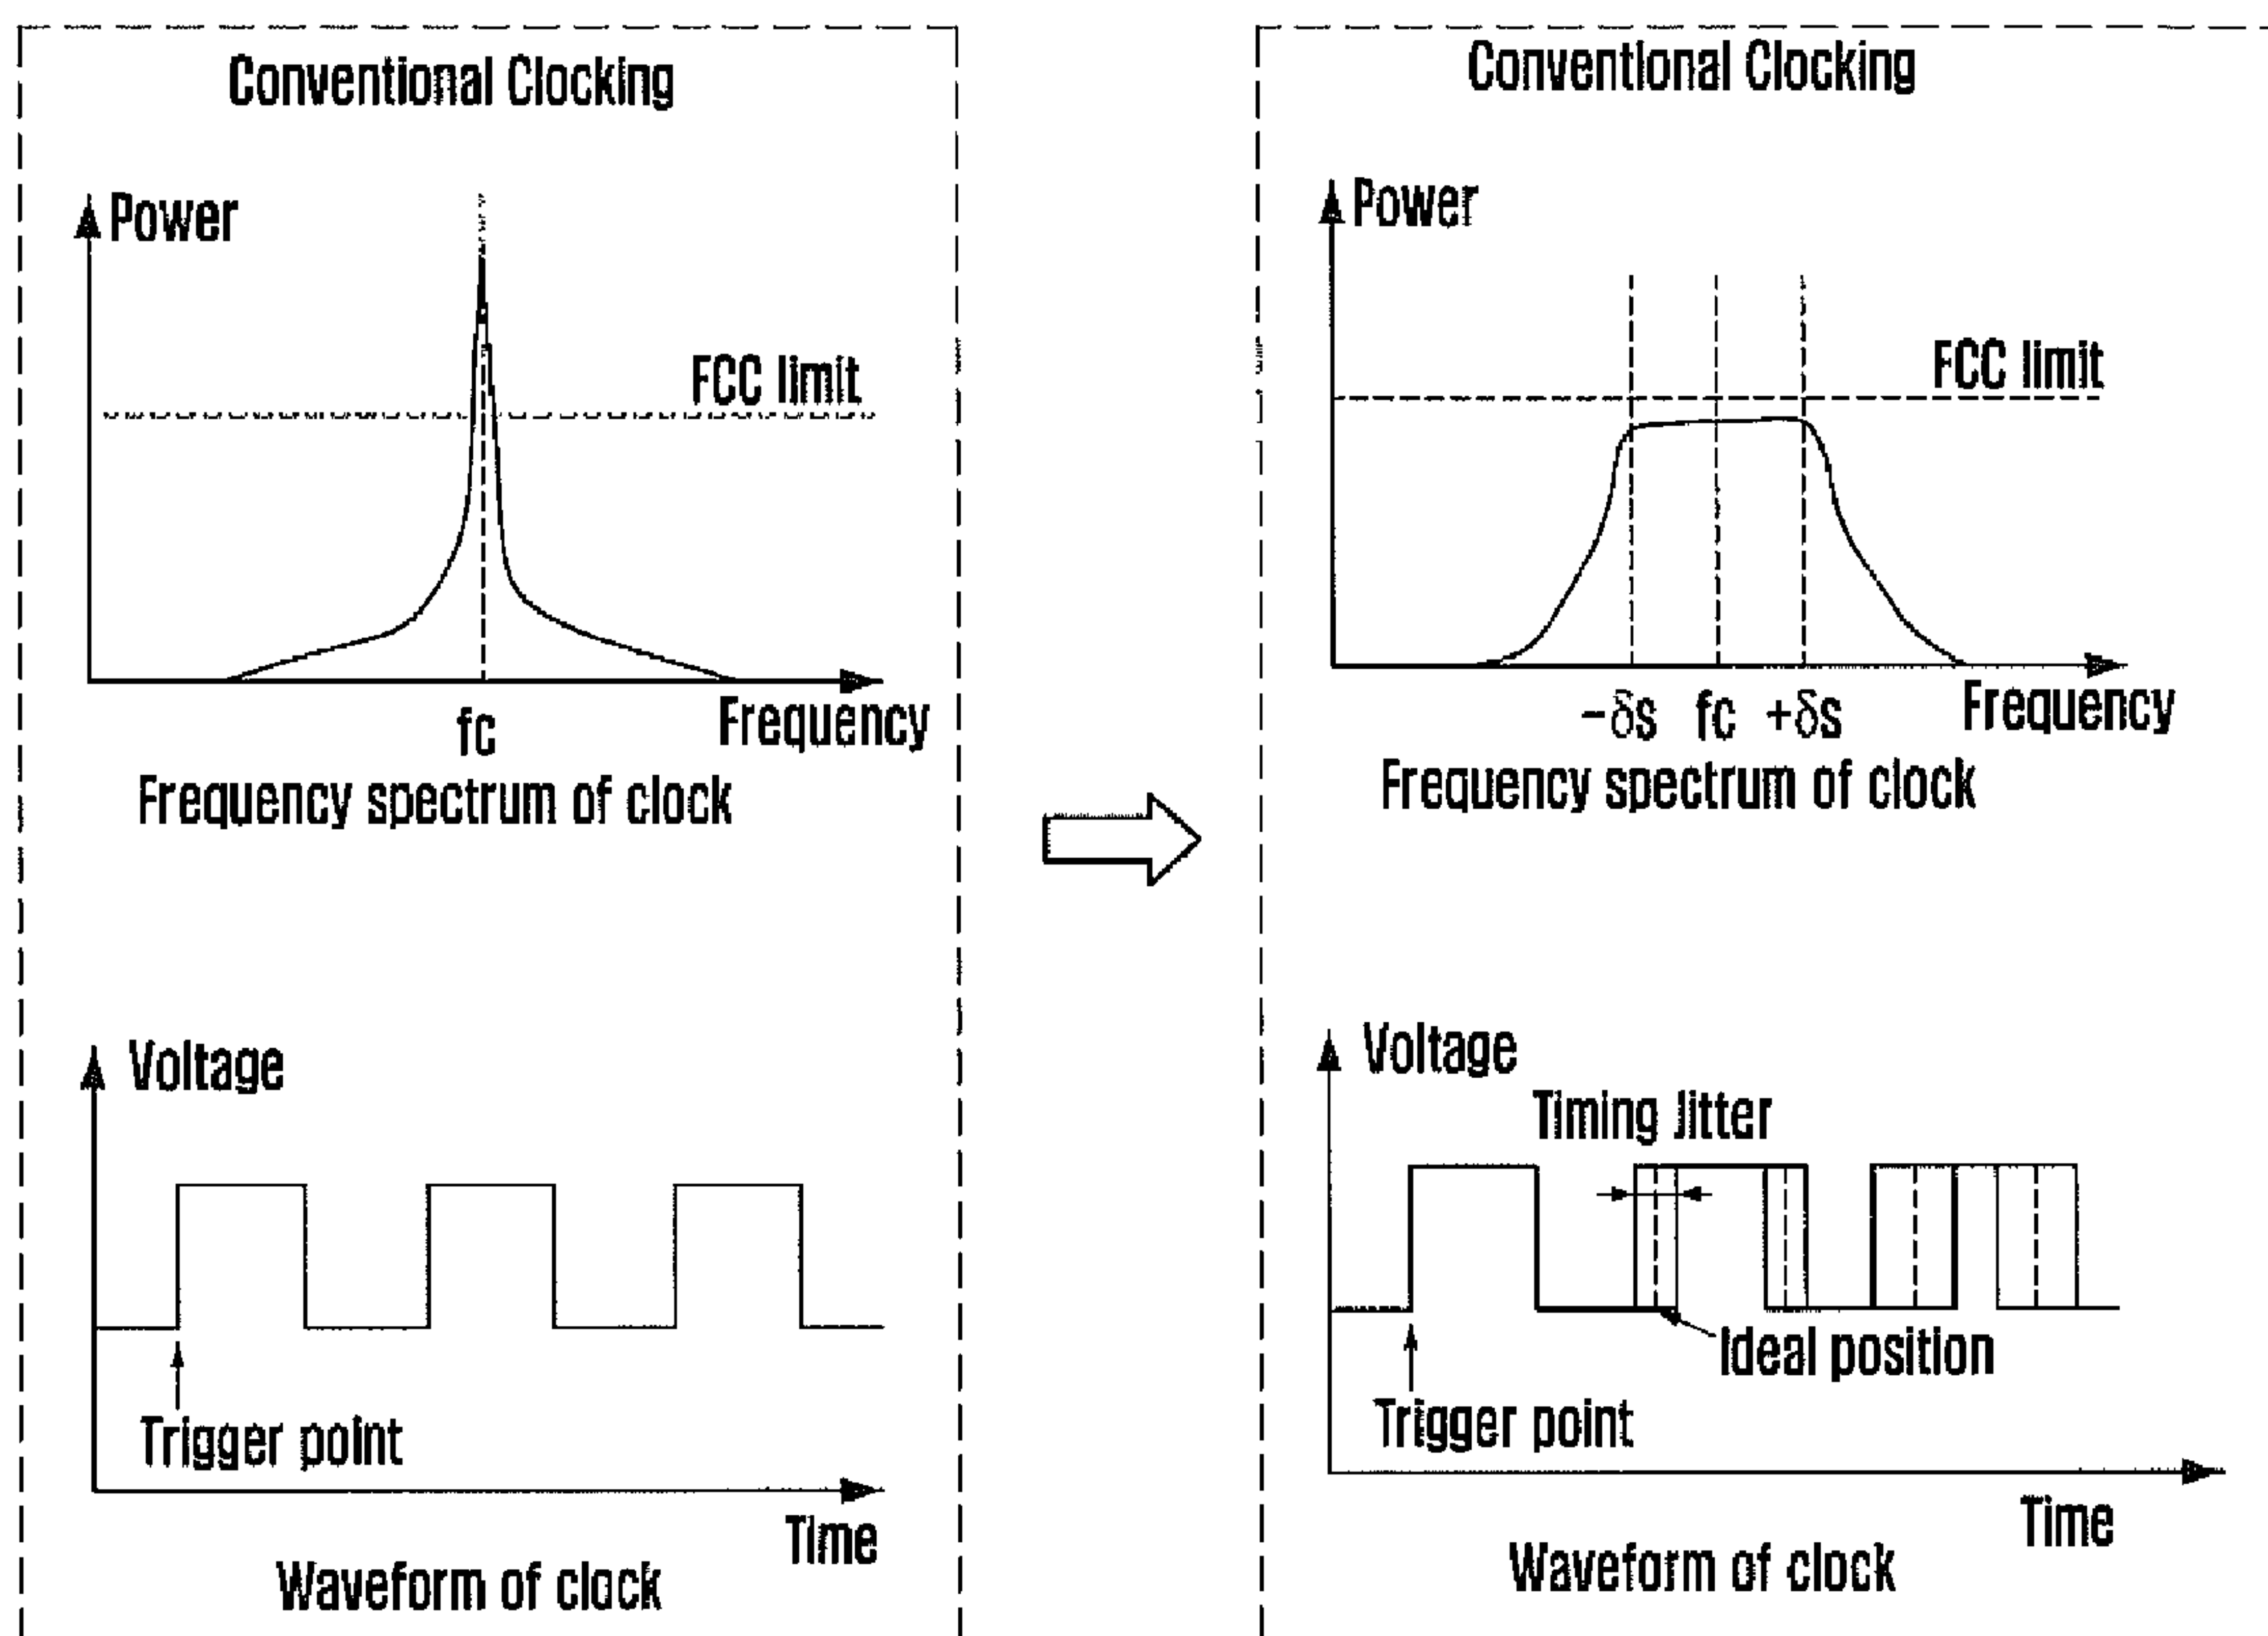 Conventional Clocking
Power
FCC limit
fc
Frequency
Frequency spectrum of clock
Voltage
Trigger point
Time
Waveform of clock
Conventional Clocking
Power
FCC limit
-δs fc +δs
Frequency
Frequency spectrum of clock
Voltage
Timing Jitter
Ideal position
Trigger point
Time
Waveform of clock